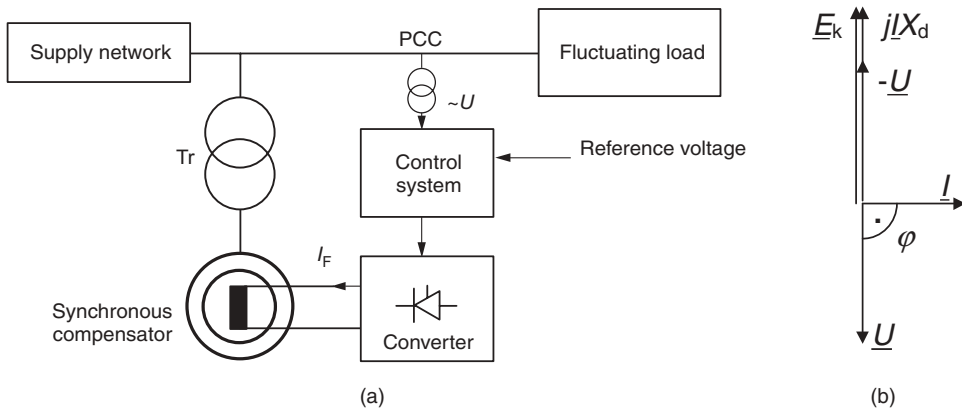 Supply network
PCC
Fluctuating load
~U
Tr
Control
system
Reference voltage
I_F
Synchronous
compensator
Converter
(a)
E_k
jIX_d
-U
I
φ
U
(b)